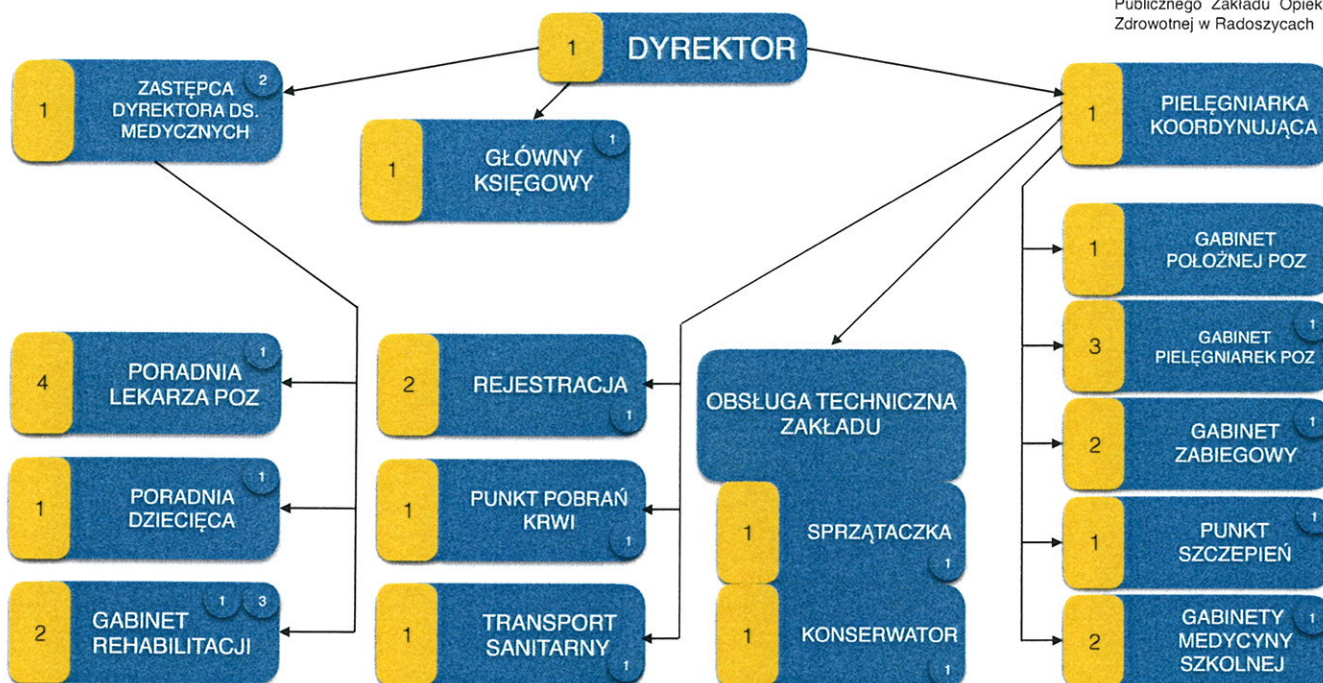 Publicznego Zakładu Opiek
Zdrowotnej w Radoszycach
1
DYREKTOR
1
ZASTĘPCA
DYREKTORA DS.
MEDYCZNYCH
2
1
GŁÓWNY
KSIĘGOWY
1
1
PIELĘGNIARKA
KOORDYNUJĄCA
4
PORADNIA
LEKARZA POZ
1
1
PORADNIA
DZIECIĘCA
1
2
GABINET
REHABILITACJI
1
3
2
REJESTRACJA
1
1
PUNKT POBRAŃ
KRWI
1
1
TRANSPORT
SANITARNY
1
OBSŁUGA TECHNICZNA
ZAKŁADU
1
SPRZĄTACZKA
1
1
KONSERWATOR
1
1
GABINET
POŁOŻNEJ POZ
3
GABINET
PIELĘGNIAREK POZ
1
2
GABINET
ZABIEGOWY
1
1
PUNKT
SZCZEPIEŃ
1
2
GABINETY
MEDYCYNY
SZKOLNEJ
1